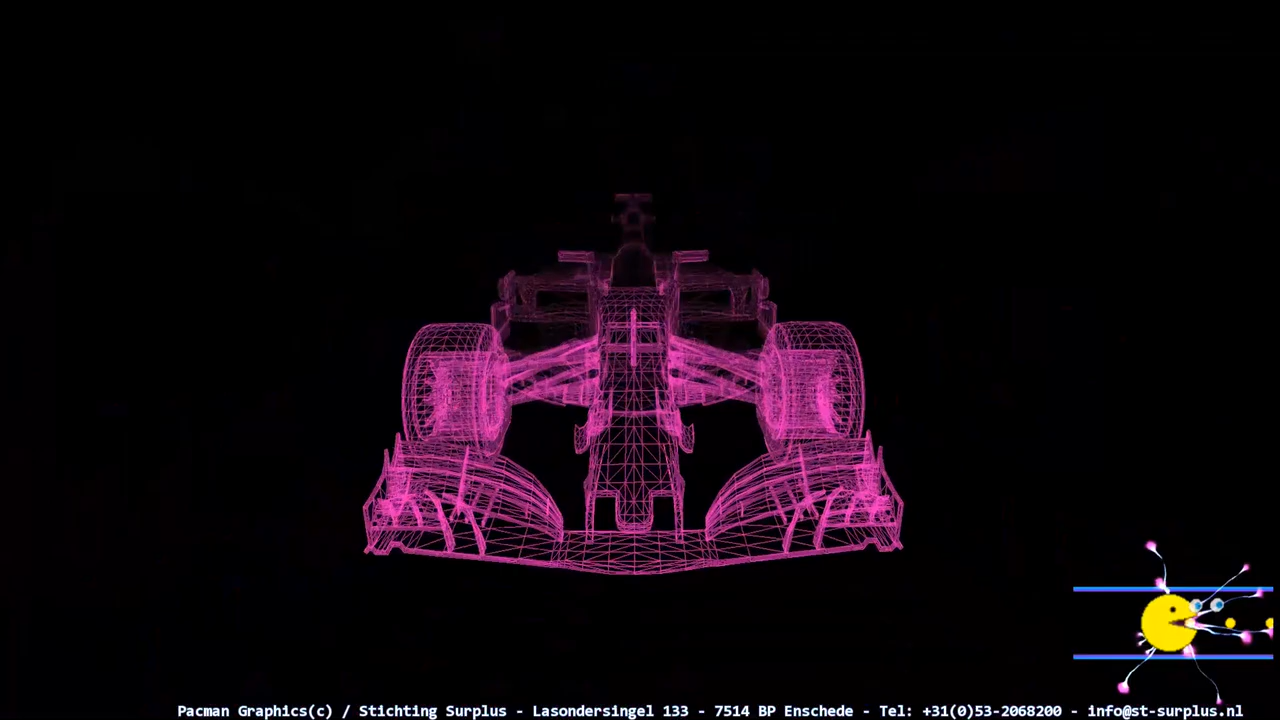 Pacman Graphics(c) / Stichting Surplus - Lasondersingel 133 - 7514 BP Enschede - Tel: +31(0)53-2068200 - info@st-surplus.nl